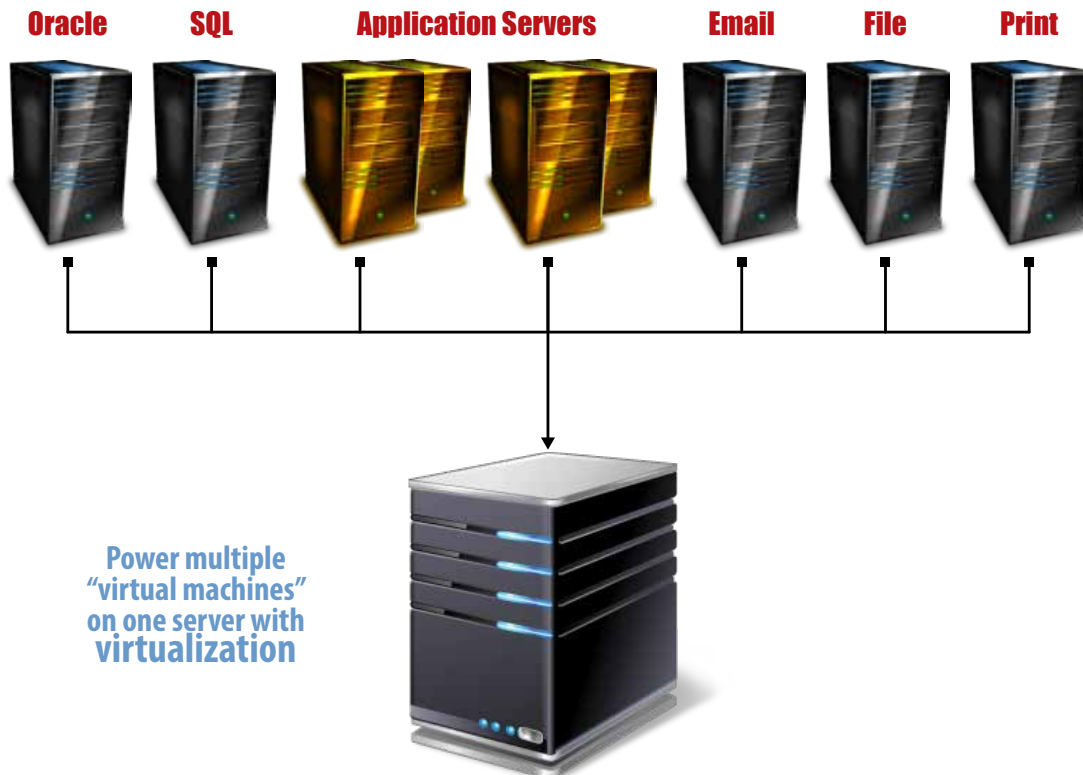 Oracle SQL Application Servers Email File Print
Power multiple
“virtual machines”
on one server with
virtualization